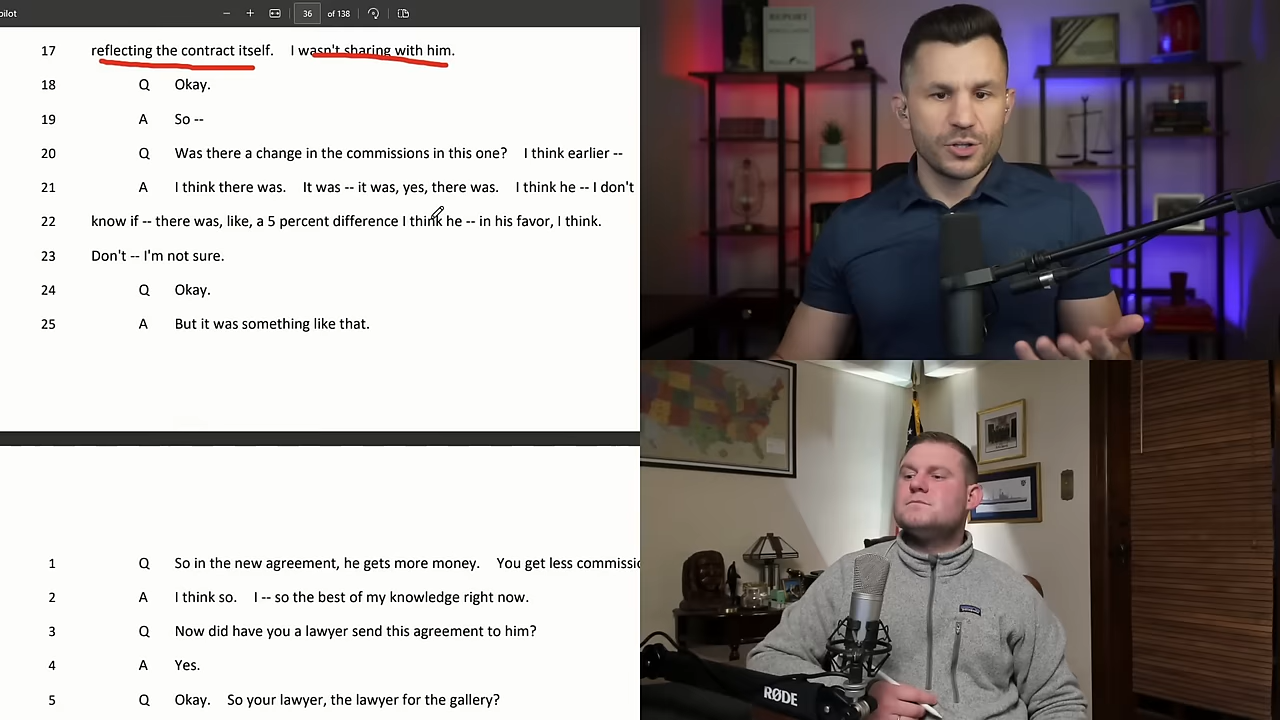 pilot
36 of 138
17 reflecting the contract itself. I wasn't sharing with him.
18 Q Okay.
19 A So --
20 Q Was there a change in the commissions in this one? I think earlier --
21 A I think there was. It was -- it was, yes, there was. I think he -- I don't
22 know if -- there was, like, a 5 percent difference I think he -- in his favor, I think.
23 Don't -- I'm not sure.
24 Q Okay.
25 A But it was something like that.
1 Q So in the new agreement, he gets more money. You get less commissio
2 A I think so. I -- so the best of my knowledge right now.
3 Q Now did have you a lawyer send this agreement to him?
4 A Yes.
5 Q Okay. So your lawyer, the lawyer for the gallery?
REPORT
RØDE